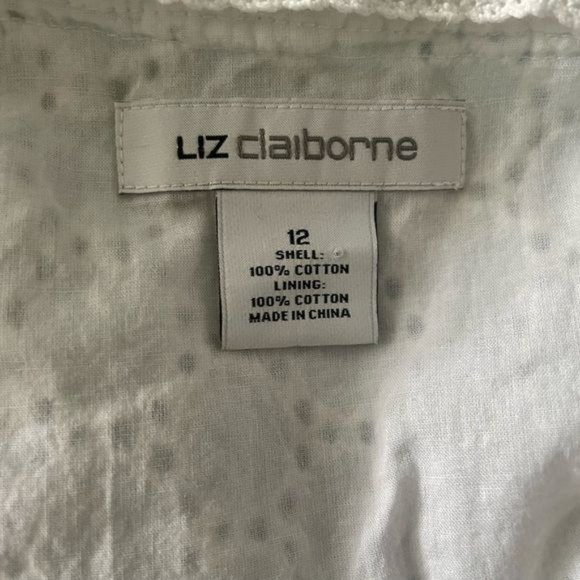 LIZ claiborne
12
SHELL:
100% COTTON
LINING:
100% COTTON
MADE IN CHINA